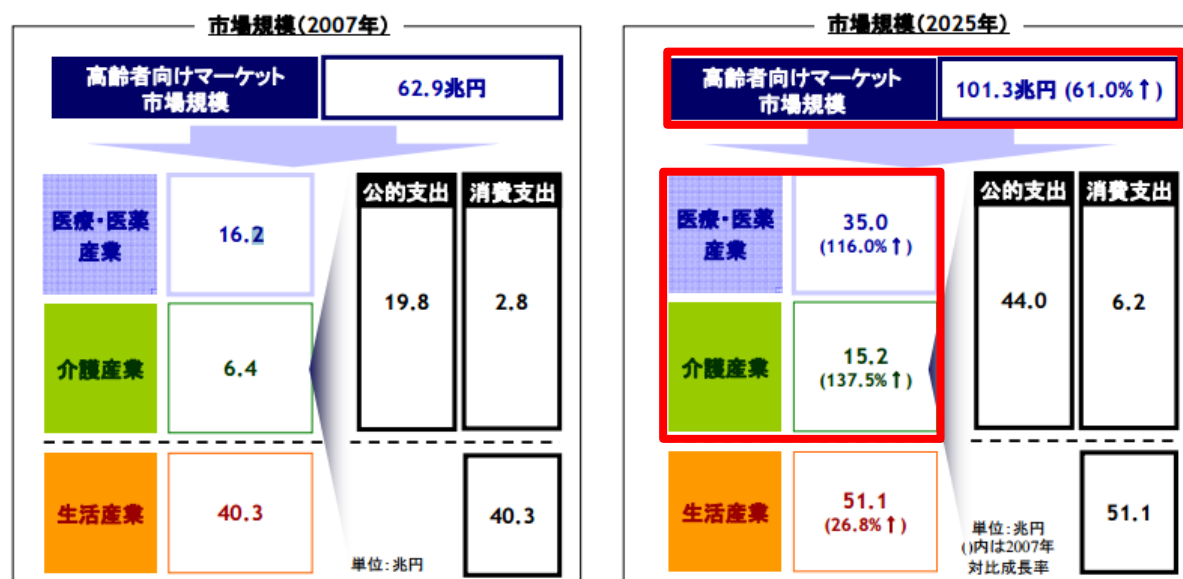 市場規模(2007年)
高齢者向けマーケット
市場規模
62.9兆円
医療・医薬
産業
16.2
介護産業
6.4
生活産業
40.3
公的支出
消費支出
19.8
2.8
40.3
単位:兆円
市場規模(2025年)
高齢者向けマーケット
市場規模
101.3兆円 (61.0%↑)
医療・医薬
産業
35.0
(116.0%↑)
介護産業
15.2
(137.5%↑)
生活産業
51.1
(26.8%↑)
公的支出
消費支出
44.0
6.2
51.1
単位:兆円
()内は2007年
対比成長率